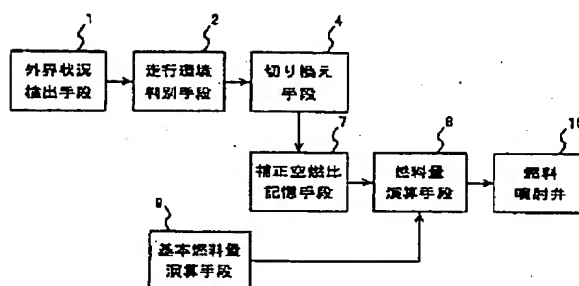 1
2
4
外界状況
検出手段
走行環境
判別手段
切り換え
手段
7
8
10
補正空燃比
記憶手段
燃料量
演算手段
燃料
噴射弁
9
基本燃料量
演算手段